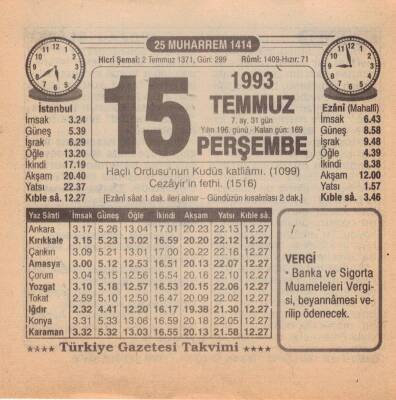 25 MUHARREM 1414
Hicrî Şemsî: 2 Temmuz 1371, Gün: 299 Rûmî: 1409-Hızır: 71
15
1993
TEMMUZ
7. ay, 31 gün
Yılın 196. günü - Kalan gün: 169
PERŞEMBE
Haçlı Ordusu'nun Kudüs katliâmı. (1099)
Cezâyir'in fethi. (1516)
[Ezânî sâat 1 dak. ileri alınır – Gündüzün kısalması 2 dak.]
İstanbul
İmsak 3.24
Güneş 5.39
İşrak 6.29
Öğle 13.20
İkindi 17.19
Akşam 20.40
Yatsı 22.37
Kıble sâ. 12.27
Ezânî (Mahallî)
İmsak 6.43
Güneş 8.58
İşrak 9.48
Öğle 4.39
İkindi 8.38
Akşam 12.00
Yatsı 1.57
Kıble sâ. 3.46
Yaz Sâati İmsak Güneş Öğle İkindi Akşam Yatsı Kıble sâ.
Ankara 3.17 5.26 13.04 17.01 20.23 22.13 12.27
Kırıkkale 3.15 5.23 13.02 16.59 20.20 22.12 12.27
Çankırı 3.09 5.21 13.01 17.00 20.22 22.16 12.27
Amasya 3.00 5.12 12.53 16.51 20.13 22.07 12.27
Çorum 3.04 5.15 12.56 16.54 20.16 22.10 12.27
Yozgat 3.10 5.18 12.57 16.53 20.15 22.06 12.27
Tokat 2.59 5.10 12.50 16.47 20.09 22.02 12.27
Iğdır 2.32 4.41 12.20 16.17 19.38 21.30 12.27
Konya 3.31 5.33 13.09 16.59 20.18 22.05 12.27
Karaman 3.32 5.32 13.03 16.55 20.13 21.58 12.27
VERGİ
• Banka ve Sigorta
Muameleleri Vergi-
si, beyannâmesi ve-
rilip ödenecek.
**** Türkiye Gazetesi Takvimi ****